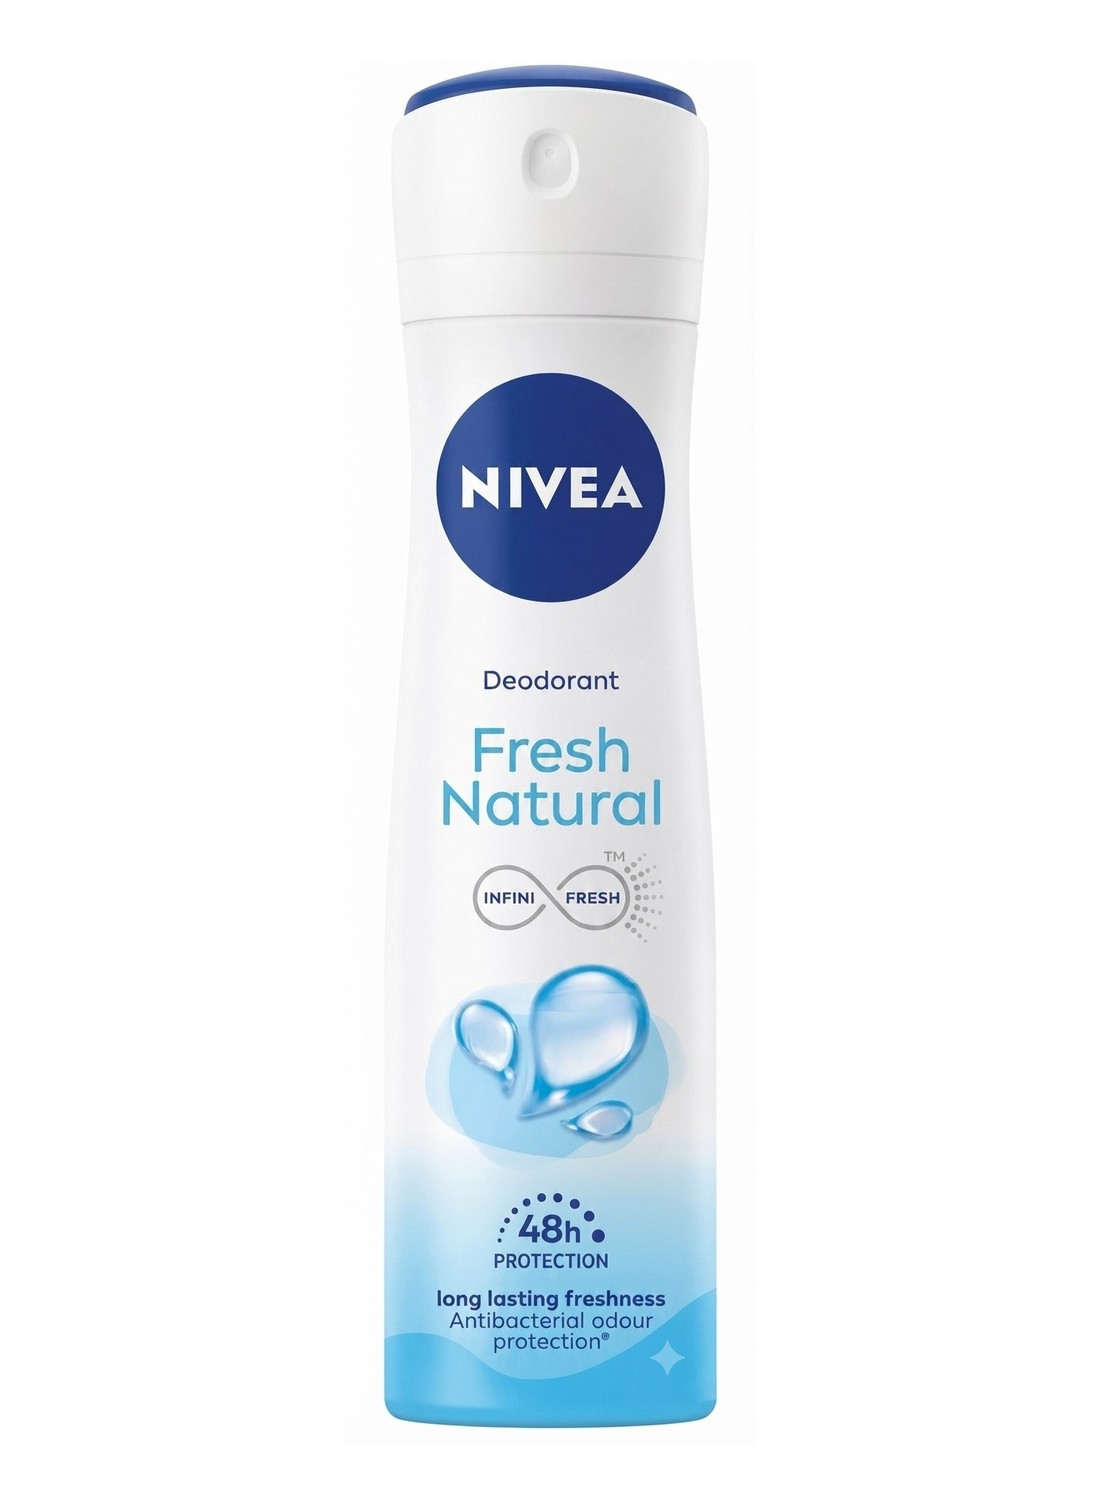 NIVEA
Deodorant
Fresh
Natural
TM
INFINI FRESH
48h
PROTECTION
long lasting freshness
Antibacterial odour
protection®